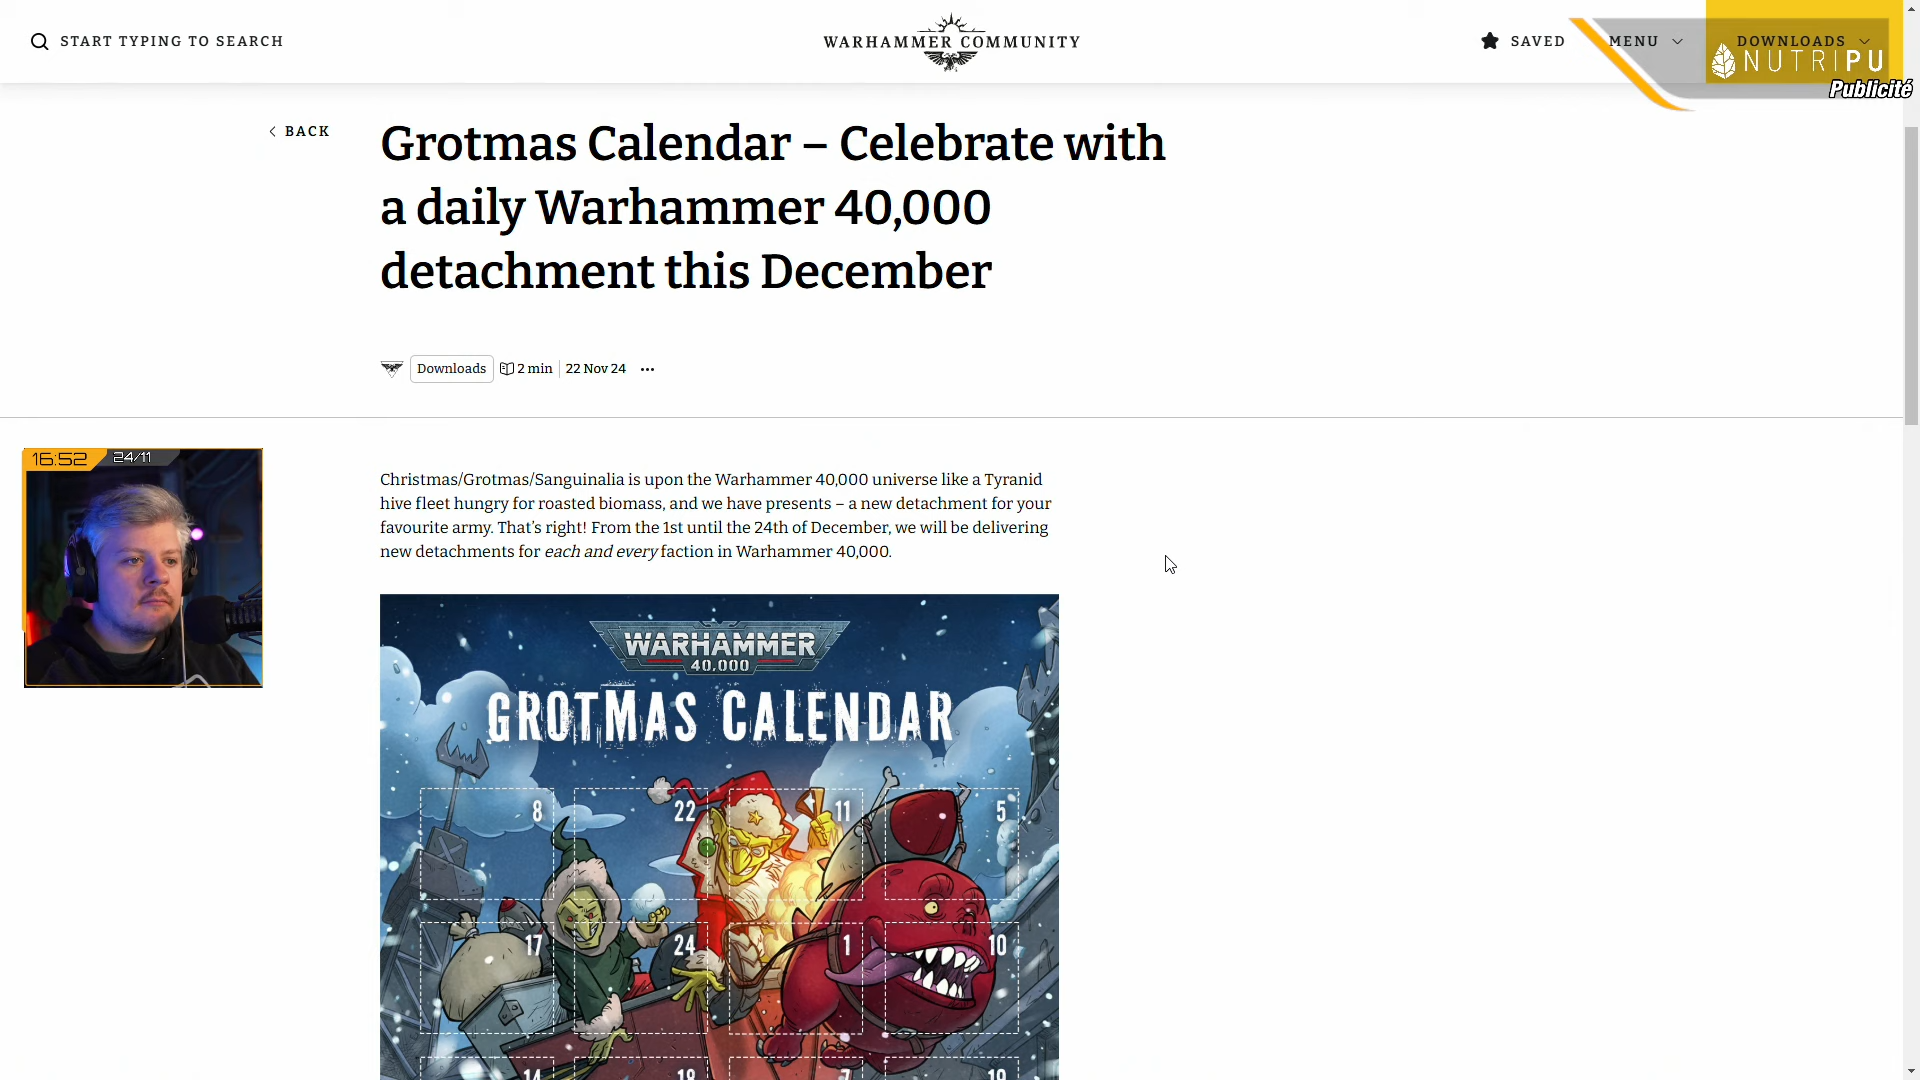 START TYPING TO SEARCH
WARHAMMER COMMUNITY
SAVED
MENU
DOWNLOADS
NUTRIPU
Publicité
BACK
Grotmas Calendar – Celebrate with
a daily Warhammer 40,000
detachment this December
Downloads
2 min
22 Nov 24
16:52
24/11
Christmas/Grotmas/Sanguinalia is upon the Warhammer 40,000 universe like a Tyranid
hive fleet hungry for roasted biomass, and we have presents – a new detachment for your
favourite army. That’s right! From the 1st until the 24th of December, we will be delivering
new detachments for each and every faction in Warhammer 40,000.
WARHAMMER
40,000
GROTMAS CALENDAR
8
22
11
5
17
24
1
10
14
18
7
19